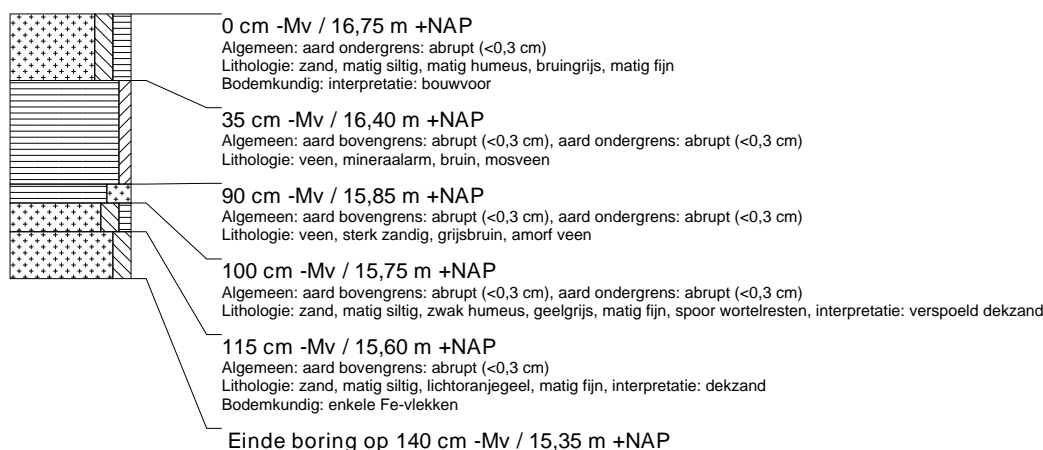 0 cm -Mv / 16,75 m +NAP
Algemeen: aard ondergrens: abrupt (<0,3 cm)
Lithologie: zand, matig siltig, matig humeus, bruingrijs, matig fijn
Bodemkundig: interpretatie: bouwvoor
35 cm -Mv / 16,40 m +NAP
Algemeen: aard bovengrens: abrupt (<0,3 cm), aard ondergrens: abrupt (<0,3 cm)
Lithologie: veen, mineraalarm, bruin, mosveen
90 cm -Mv / 15,85 m +NAP
Algemeen: aard bovengrens: abrupt (<0,3 cm), aard ondergrens: abrupt (<0,3 cm)
Lithologie: veen, sterk zandig, grijsbruin, amorf veen
100 cm -Mv / 15,75 m +NAP
Algemeen: aard bovengrens: abrupt (<0,3 cm), aard ondergrens: abrupt (<0,3 cm)
Lithologie: zand, matig siltig, zwak humeus, geelgrijs, matig fijn, spoor wortelresten, interpretatie: verspoeld dekzand
115 cm -Mv / 15,60 m +NAP
Algemeen: aard bovengrens: abrupt (<0,3 cm)
Lithologie: zand, matig siltig, lichtoranjegeel, matig fijn, interpretatie: dekzand
Bodemkundig: enkele Fe-vlekken
Einde boring op 140 cm -Mv / 15,35 m +NAP